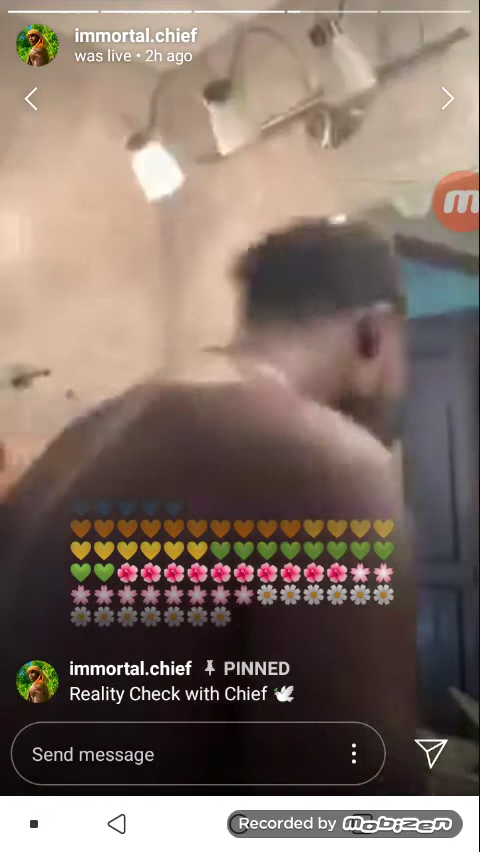 immortal.chief
was live • 2h ago
immortal.chief PINNED
Reality Check with Chief 🕊
Send message
Recorded by mobizen